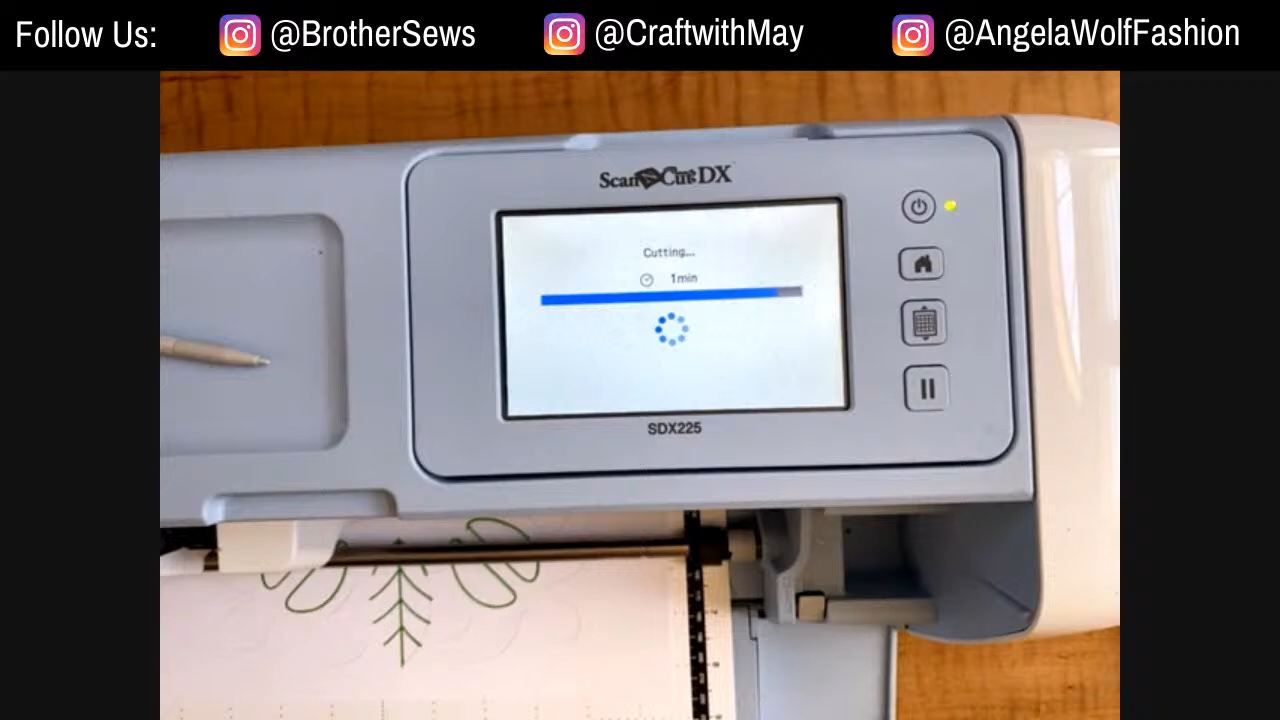 Follow Us: @BrotherSews @CraftwithMay @AngelaWolfFashion
ScanNCut DX
Cutting...
1min
SDX225